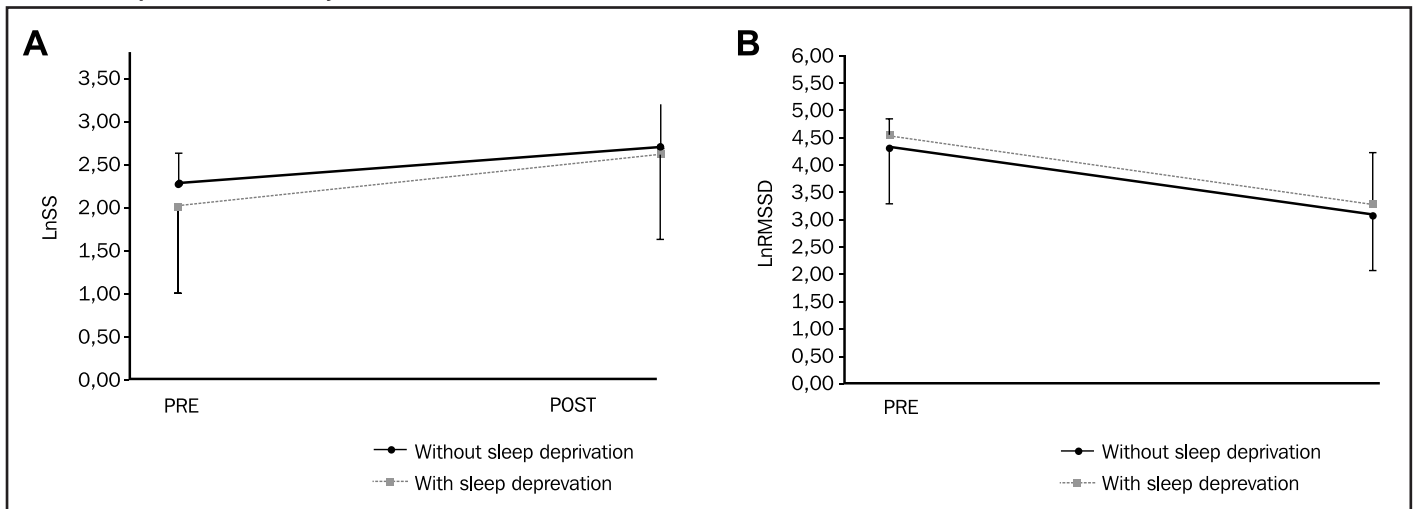 A
3,50
3,00
2,50
2,00
1,50
1,00
0,50
0,00
LnSS
PRE POST
Without sleep deprivation
With sleep deprevation
B
6,00
5,50
5,00
4,50
4,00
3,50
3,00
2,50
2,00
1,50
1,00
0,50
0,00
LnRMSSD
PRE
Without sleep deprivation
With sleep deprevation